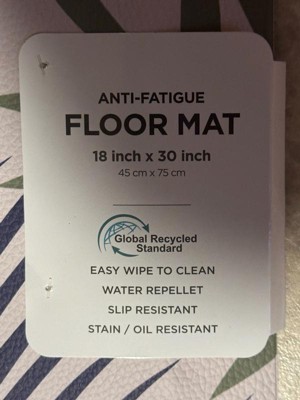 ANTI-FATIGUE
FLOOR MAT
18 inch x 30 inch
45 cm x 75 cm
Global Recycled
Standard
EASY WIPE TO CLEAN
WATER REPELLET
SLIP RESISTANT
STAIN / OIL RESISTANT